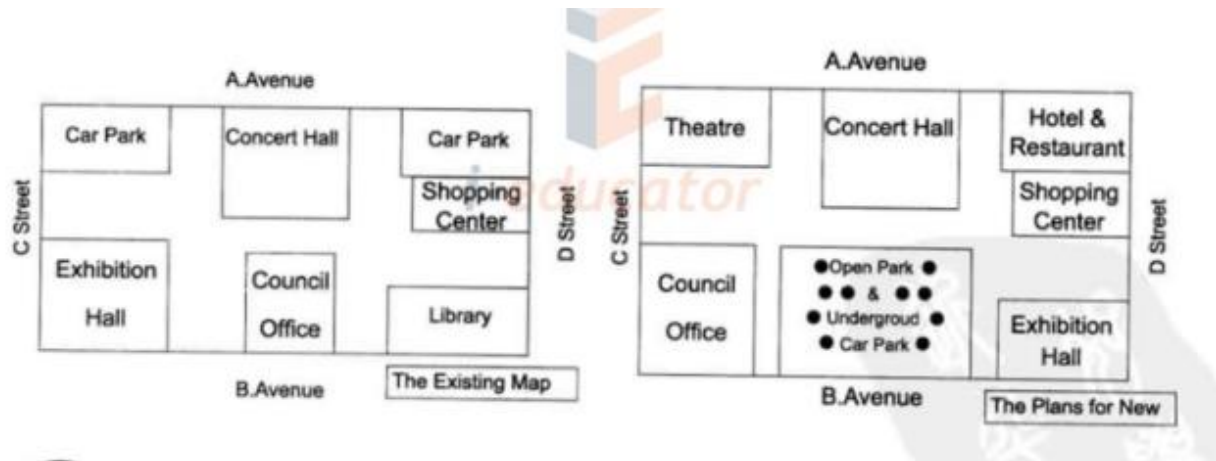 A.Avenue
Car Park
Concert Hall
Car Park
Shopping
Center
C Street
D Street
Exhibition
Hall
Council
Office
Library
B.Avenue
The Existing Map
i educator
A.Avenue
Theatre
Concert Hall
Hotel &
Restaurant
Shopping
Center
C Street
D Street
Council
Office
Open Park
&
Undergroud
Car Park
Exhibition
Hall
B.Avenue
The Plans for New